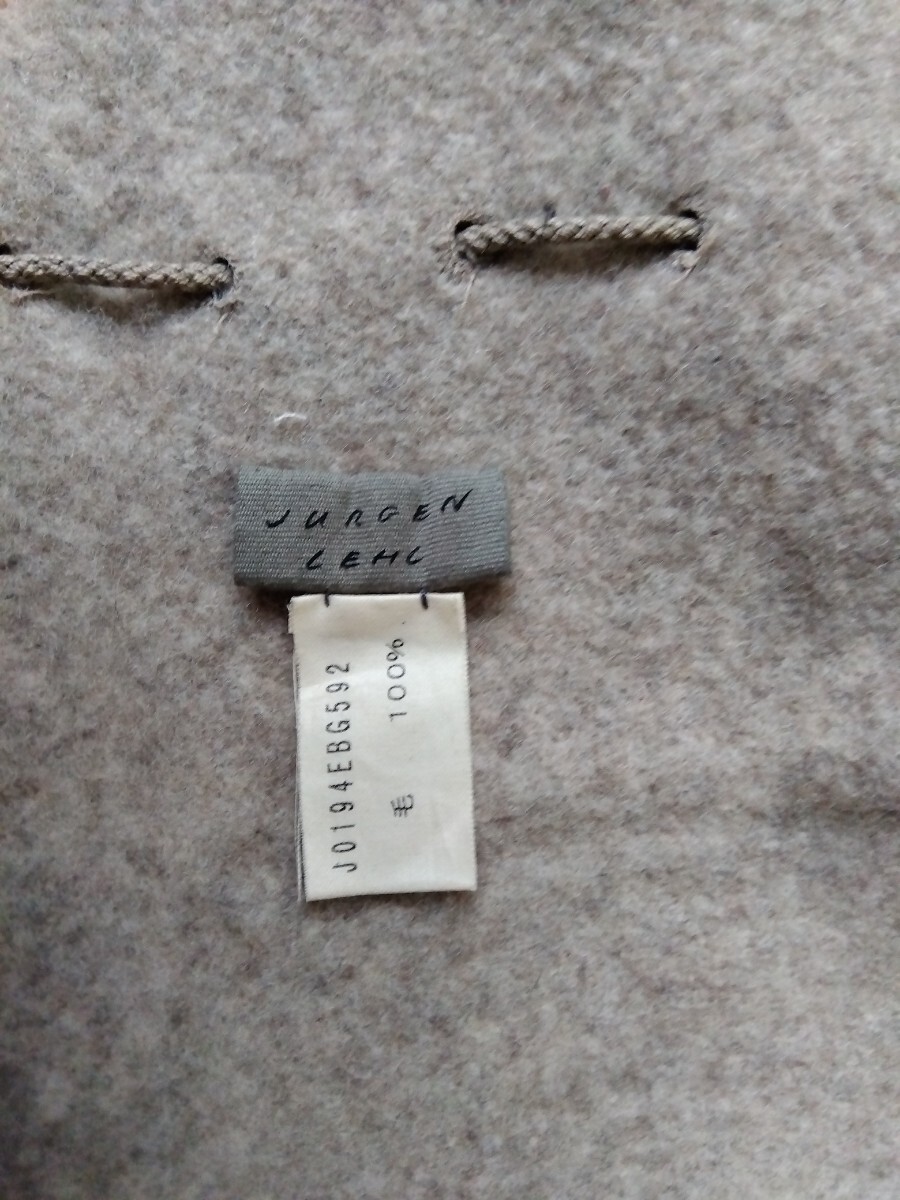 JURGEN
LEHL
J0194EBG592
毛 100%